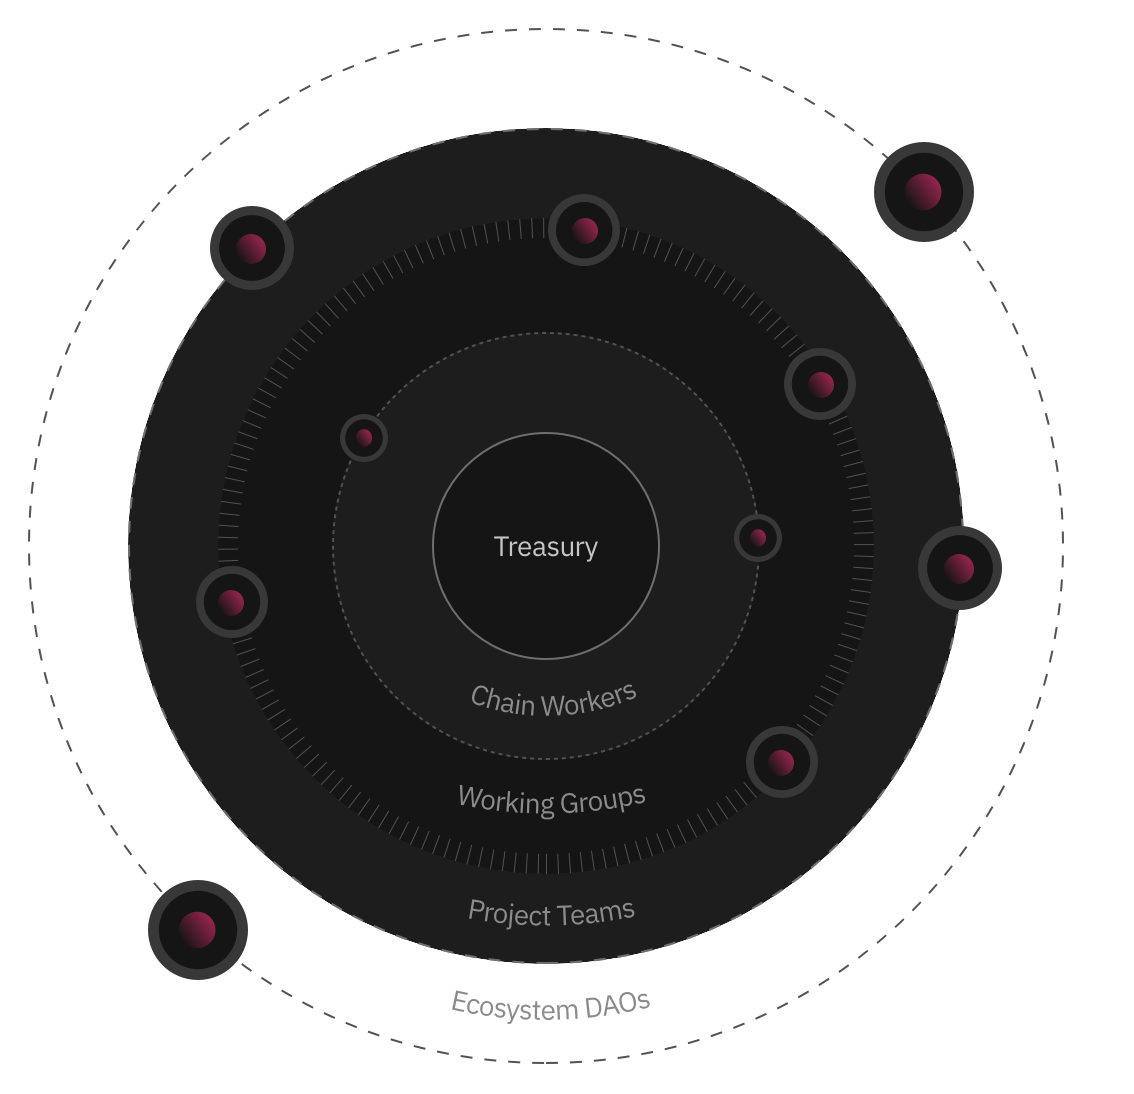 Treasury
Chain Workers
Working Groups
Project Teams
Ecosystem DAOs